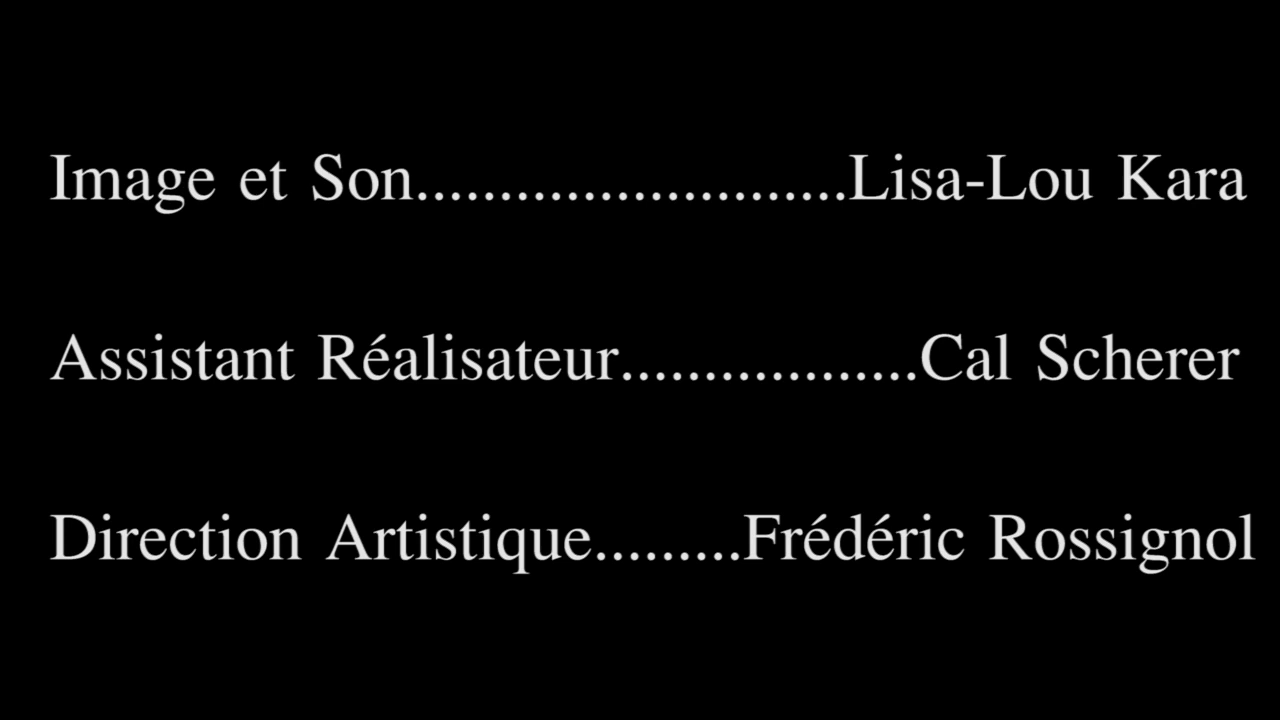 Image et Son..........................Lisa-Lou Kara
Assistant Réalisateur..................Cal Scherer
Direction Artistique.........Frédéric Rossignol